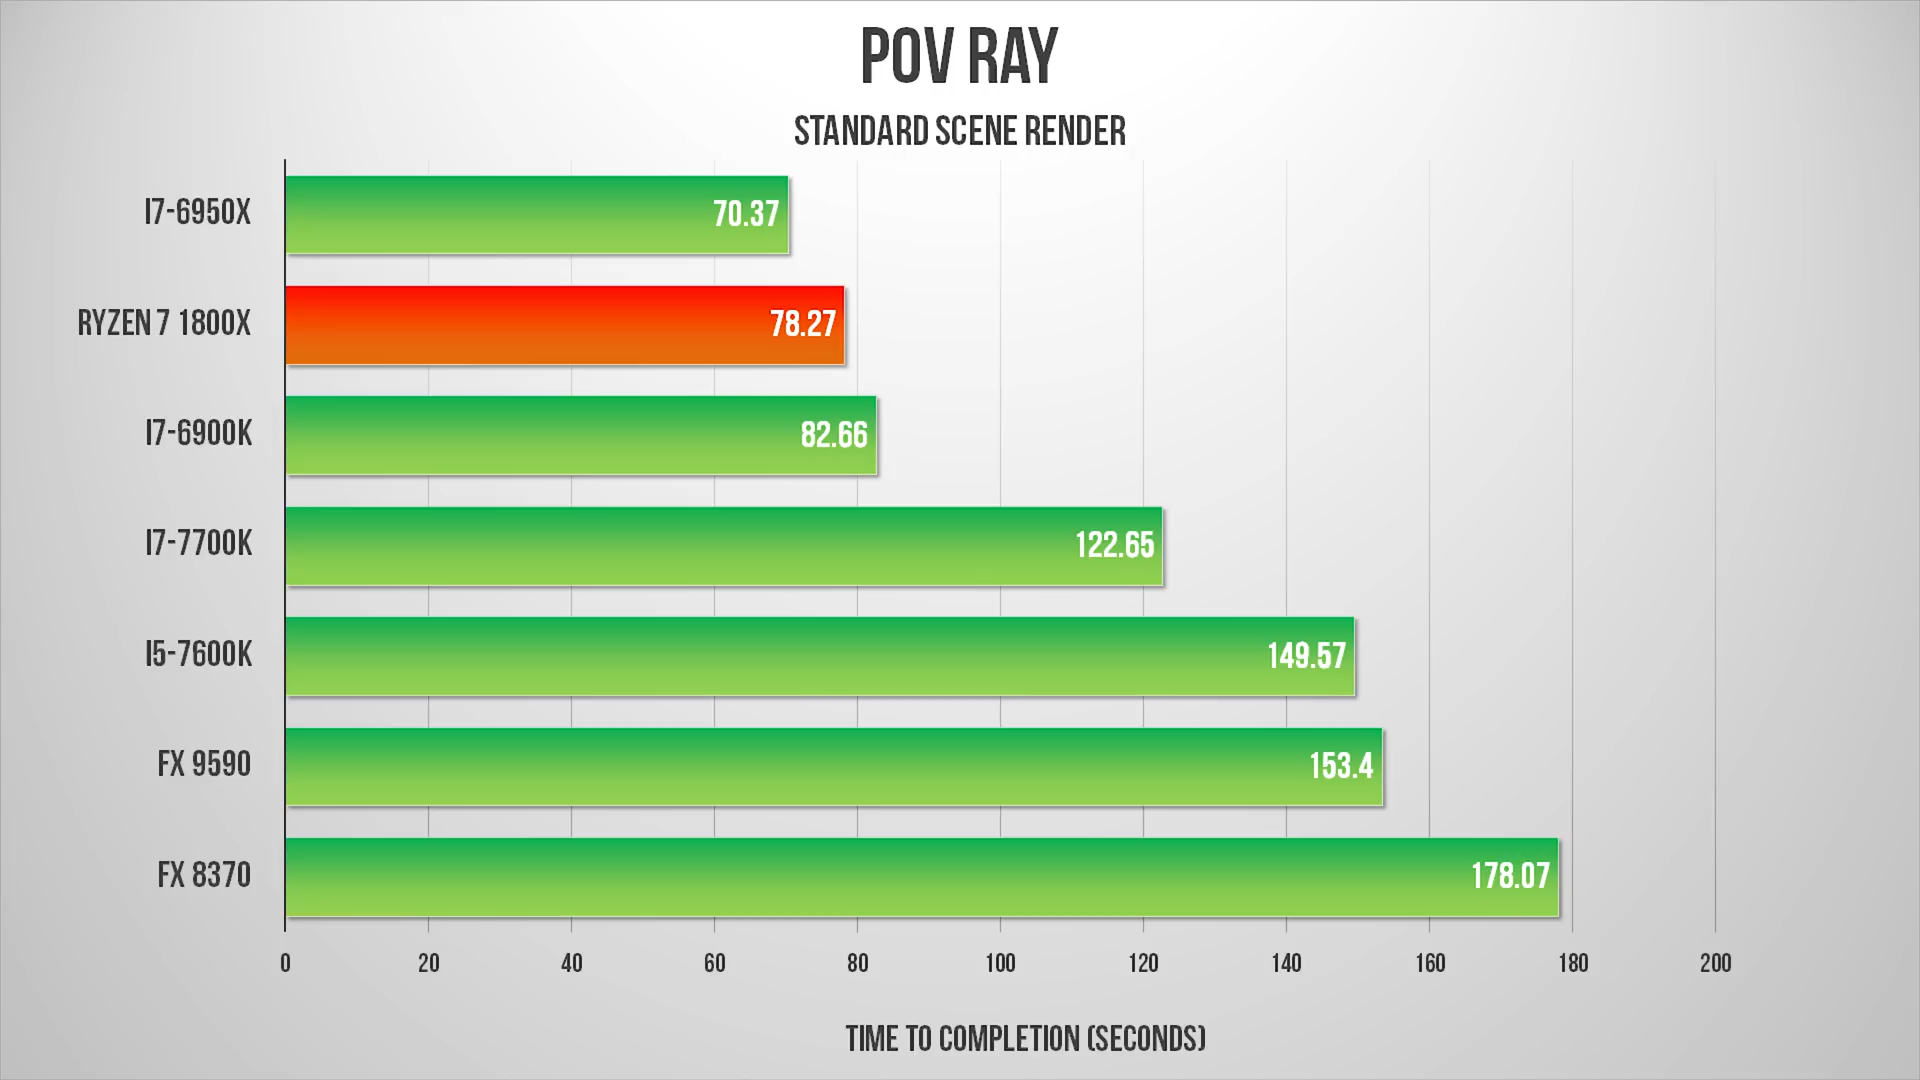 POV RAY
STANDARD SCENE RENDER
I7-6950X
70.37
RYZEN 7 1800X
78.27
I7-6900K
82.66
I7-7700K
122.65
I5-7600K
149.57
FX 9590
153.4
FX 8370
178.07
0 20 40 60 80 100 120 140 160 180 200
TIME TO COMPLETION (SECONDS)